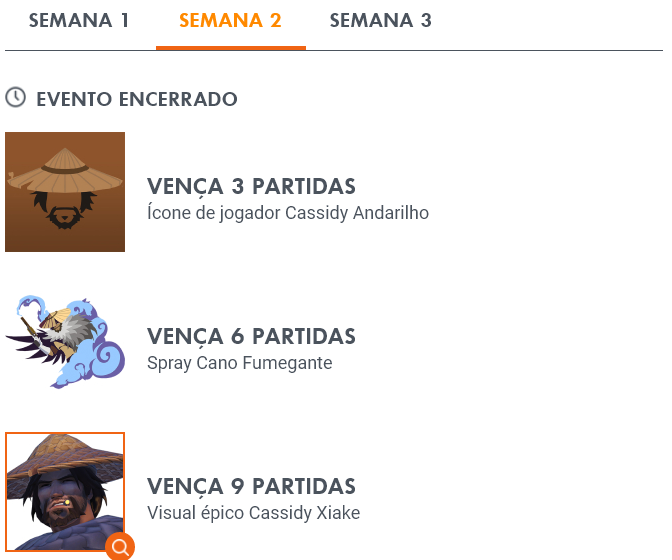 SEMANA 1
SEMANA 2
SEMANA 3
EVENTO ENCERRADO
VENÇA 3 PARTIDAS
Ícone de jogador Cassidy Andarilho
VENÇA 6 PARTIDAS
Spray Cano Fumegante
VENÇA 9 PARTIDAS
Visual épico Cassidy Xiake